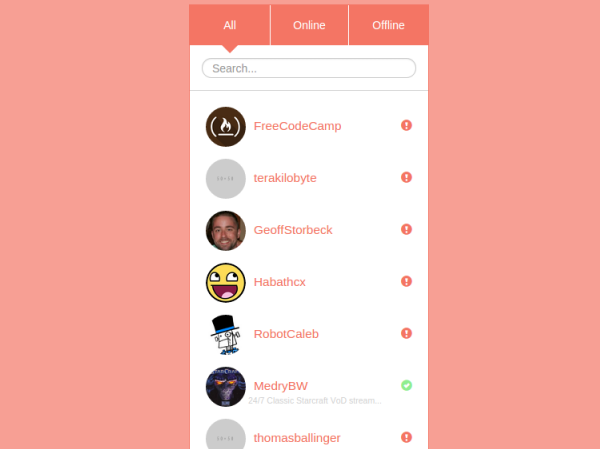 All Online Offline
Search...
FreeCodeCamp
terakilobyte
GeoffStorbeck
Habathcx
RobotCaleb
MedryBW
24/7 Classic Starcraft VoD stream...
thomasballinger